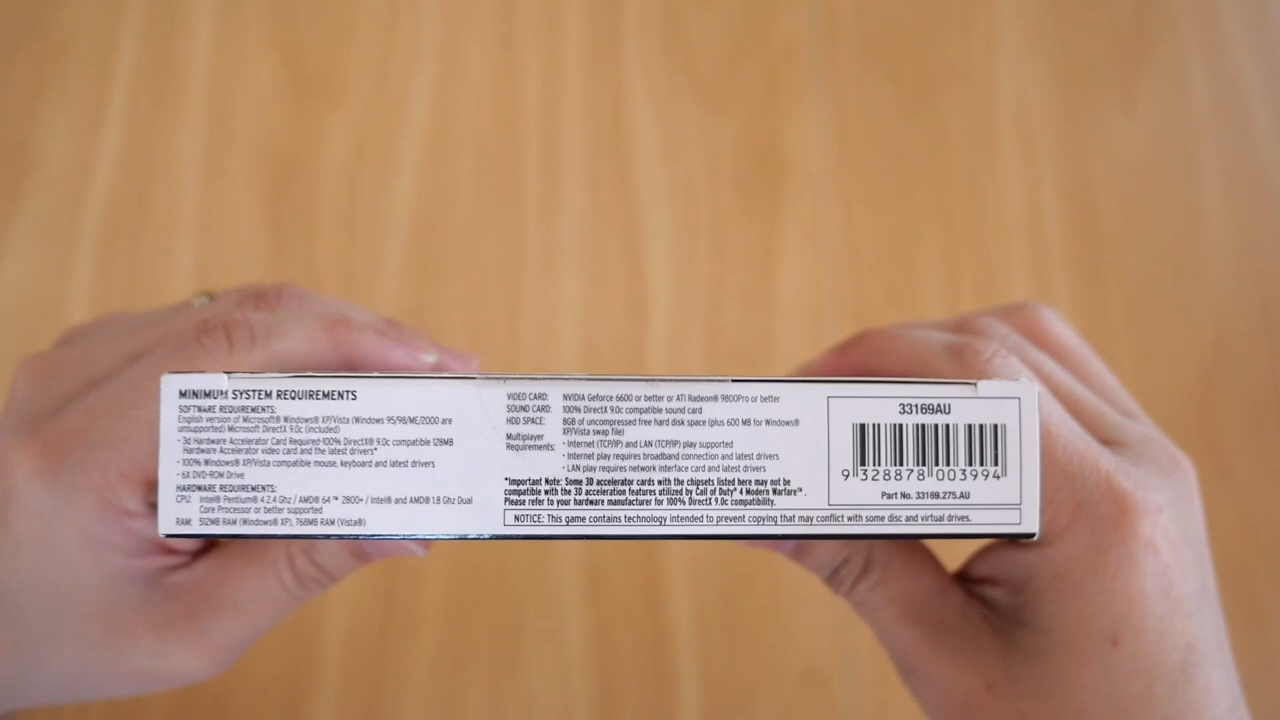 MINIMUM SYSTEM REQUIREMENTS
SOFTWARE REQUIREMENTS:
English version of Microsoft® Windows® XP/Vista (Windows 95/98/ME/2000 are
unsupported) Microsoft DirectX 9.0c (included)
• 3d Hardware Accelerator Card Required-100% DirectX® 9.0c compatible 128MB
Hardware Accelerator video card and the latest drivers*
• 100% Windows® XP/Vista compatible mouse, keyboard and latest drivers
• 6X DVD-ROM Drive
HARDWARE REQUIREMENTS:
CPU: Intel® Pentium® 4 2.4 Ghz / AMD® 64™ 2800+ / Intel® and AMD® 1.8 Ghz Dual
Core Processor or better supported
RAM: 512MB RAM (Windows® XP), 768MB RAM (Vista®)
VIDEO CARD: NVIDIA Geforce 6600 or better or ATI Radeon® 9800Pro or better
SOUND CARD: 100% DirectX 9.0c compatible sound card
HDD SPACE: 8GB of uncompressed free hard disk space (plus 600 MB for Windows®
XP/Vista swap file)
Multiplayer
Requirements:
• Internet (TCP/IP) and LAN (TCP/IP) play supported
• Internet play requires broadband connection and latest drivers
• LAN play requires network interface card and latest drivers
*Important Note: Some 3D accelerator cards with the chipsets listed here may not be
compatible with the 3D acceleration features utilized by Call of Duty® 4 Modern Warfare™.
Please refer to your hardware manufacturer for 100% DirectX 9.0c compatibility.
NOTICE: This game contains technology intended to prevent copying that may conflict with some disc and virtual drives.
33169AU
9 328878 003994
Part No. 33169.275.AU